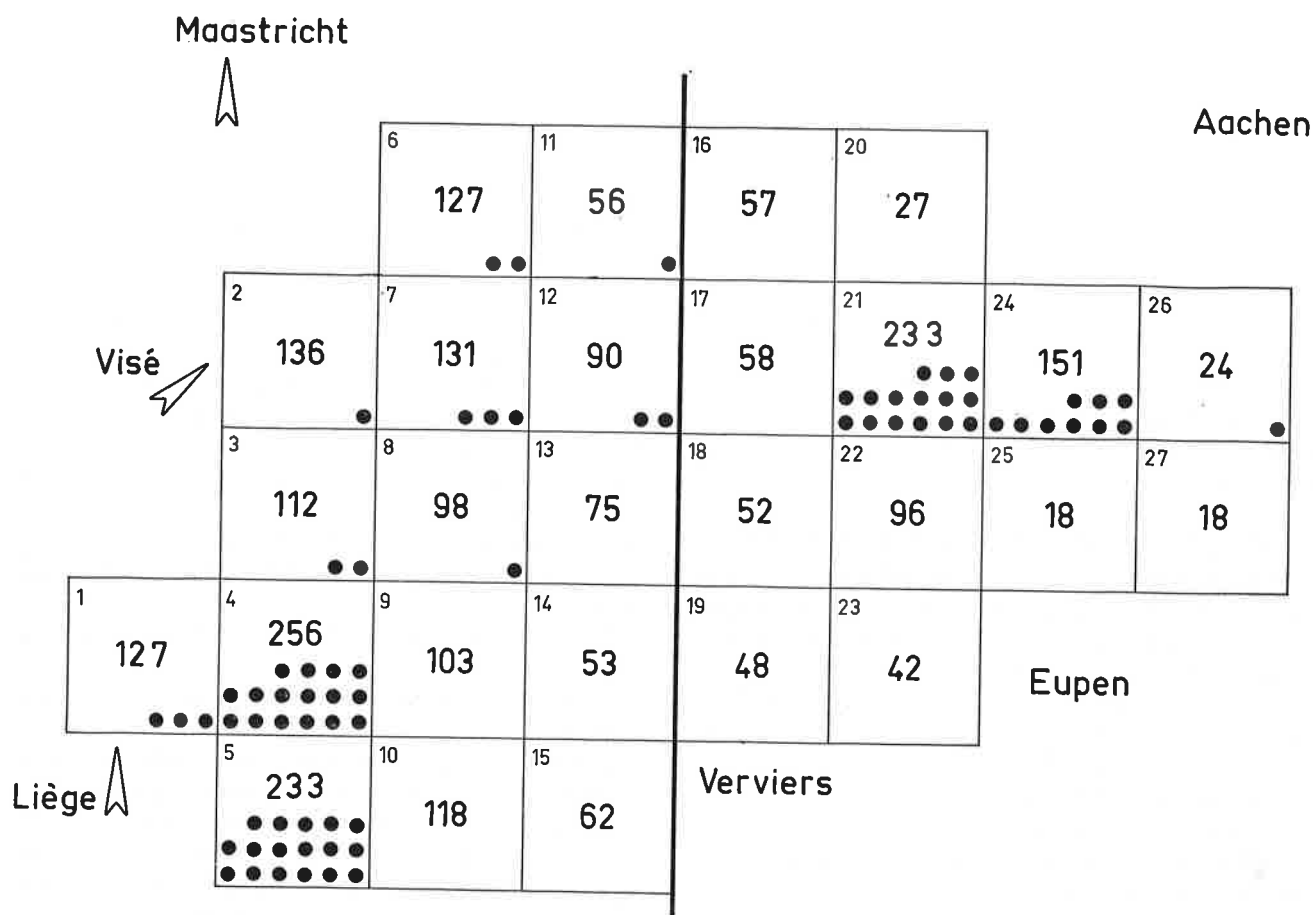 Maastricht
Aachen
6 11 16 20
127 56 57 27
2 7 12 17 21 24 26
Visé 136 131 90 58 233 151 24
3 8 13 18 22 25 27
112 98 75 52 96 18 18
1 4 9 14 19 23
127 256 103 53 48 42
Eupen
5 10 15
Liège 233 118 62 Verviers